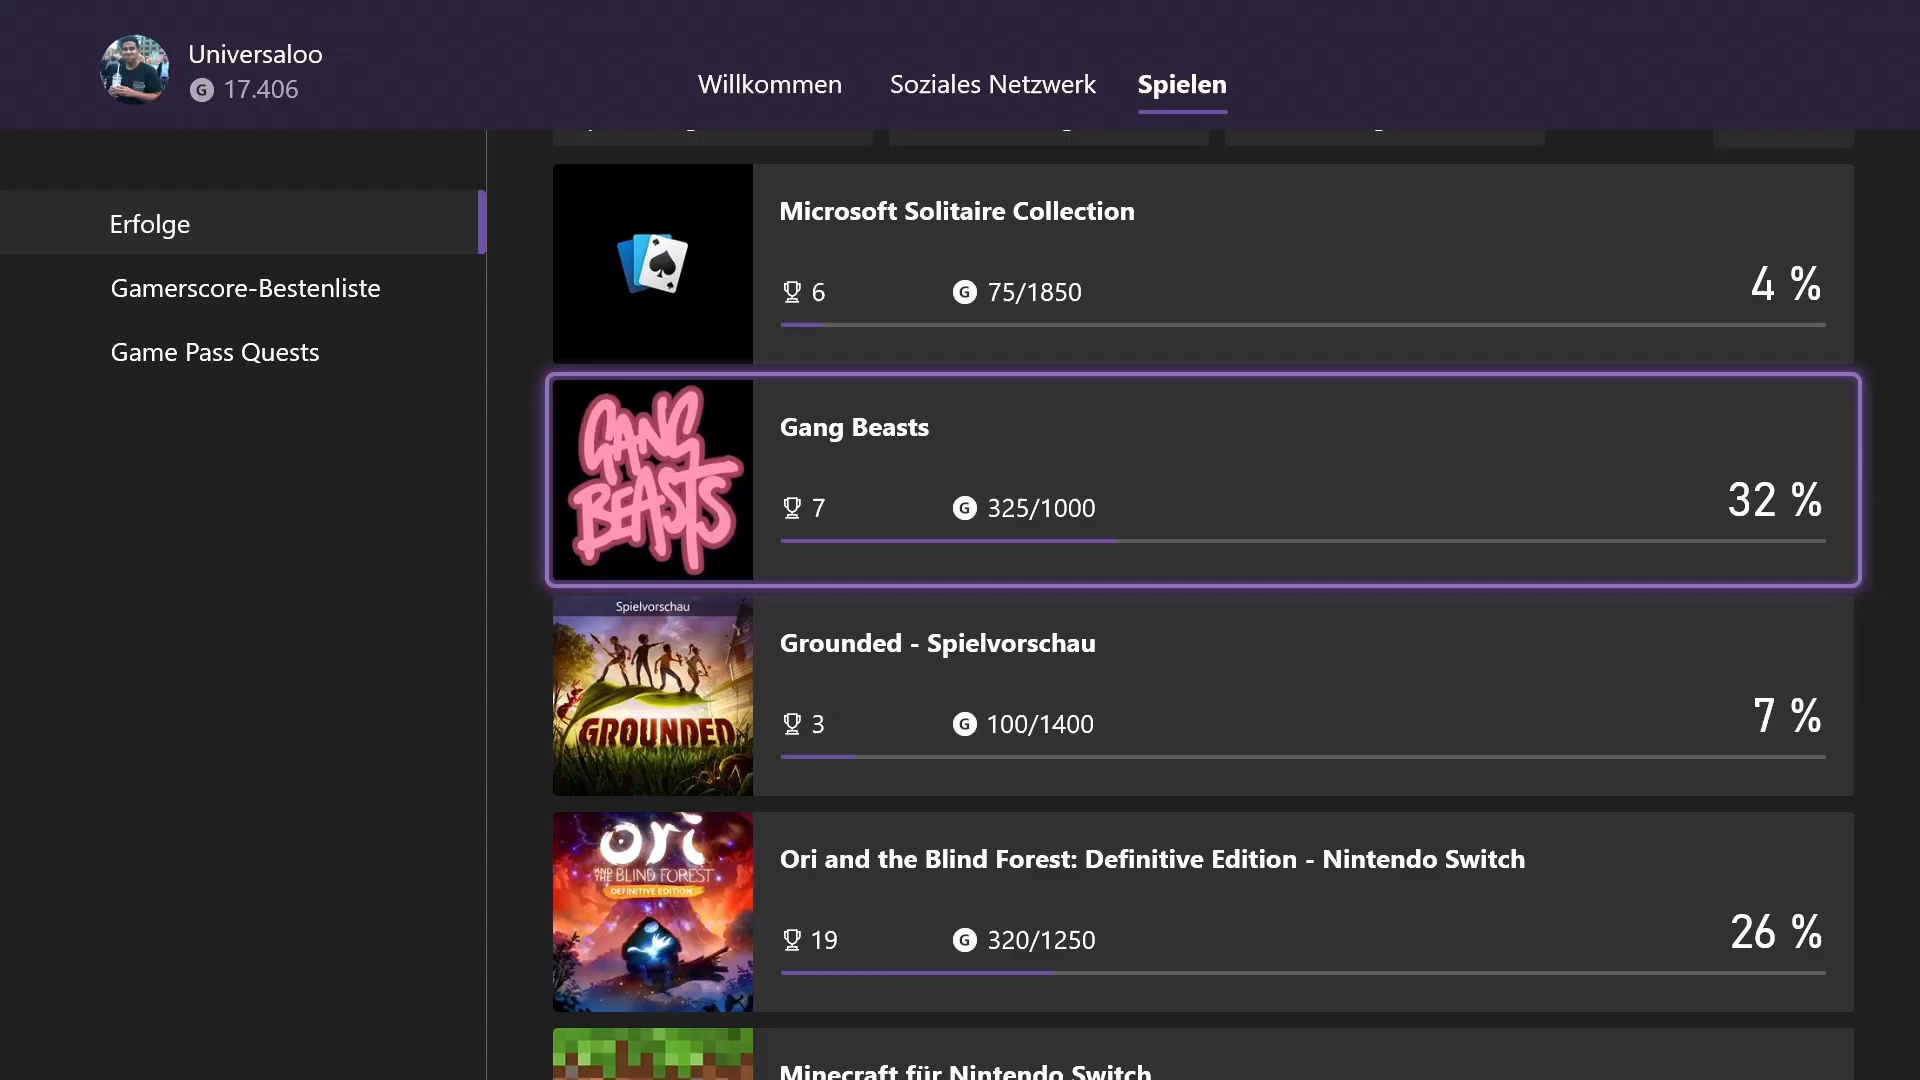 Universaloo
G 17.406
Willkommen Soziales Netzwerk Spielen
Erfolge
Gamerscore-Bestenliste
Game Pass Quests
Microsoft Solitaire Collection
6 G 75/1850 4 %
GANG
BEASTS
Gang Beasts
7 G 325/1000 32 %
Spielvorschau
GROUNDED
Grounded - Spielvorschau
3 G 100/1400 7 %
ori
AND THE BLIND FOREST
DEFINITIVE EDITION
Ori and the Blind Forest: Definitive Edition - Nintendo Switch
19 G 320/1250 26 %
Minecraft für Nintendo Switch